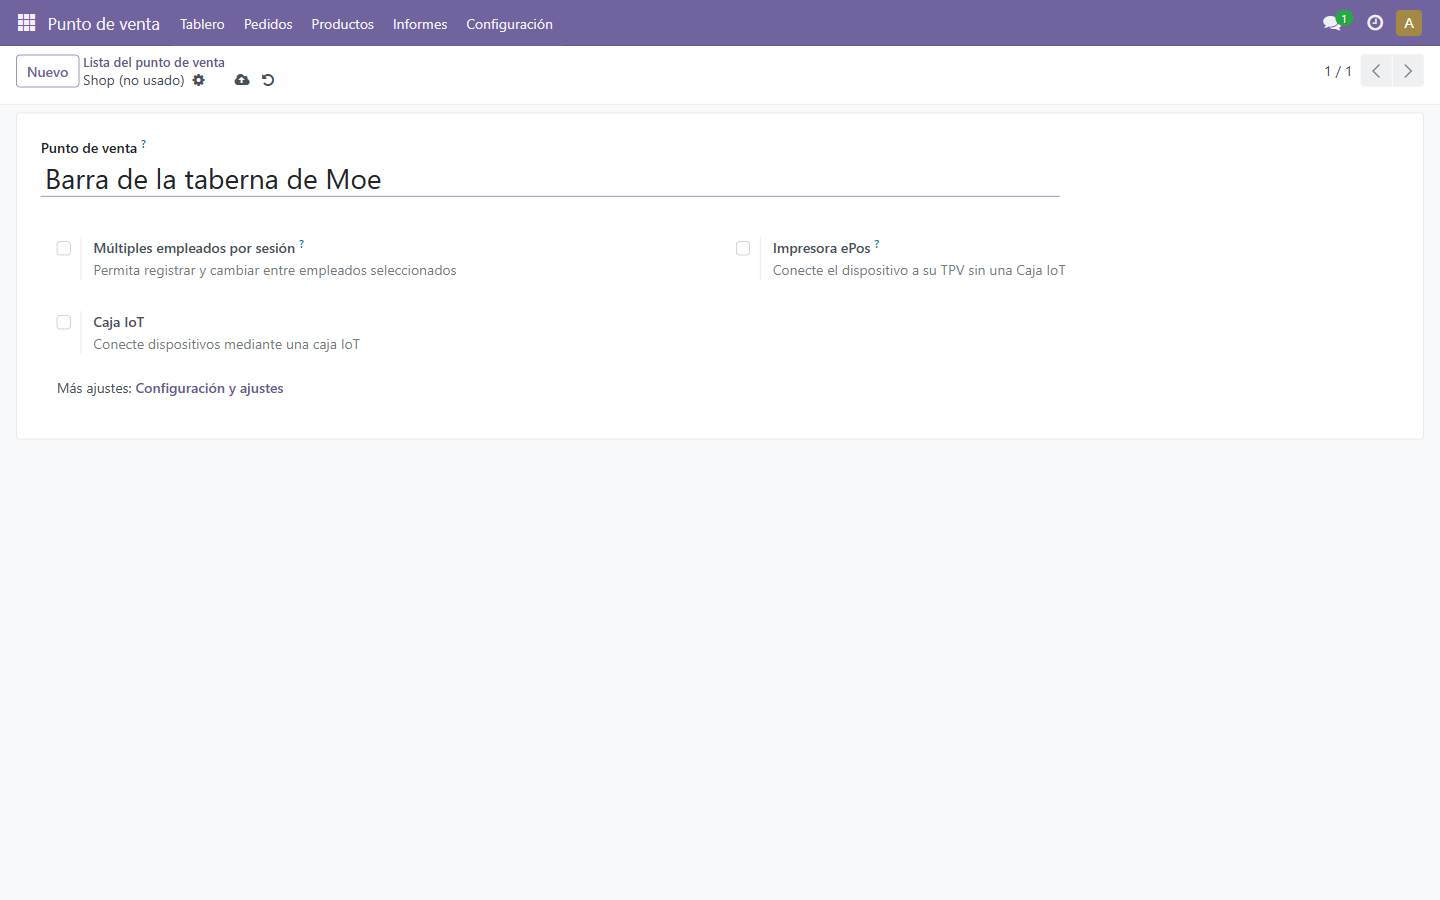 Punto de venta Tablero Pedidos Productos Informes Configuración 1 A
Nuevo
Lista del punto de venta
Shop (no usado)
1 / 1
Punto de venta ?
Barra de la taberna de Moe
Múltiples empleados por sesión ?
Permita registrar y cambiar entre empleados seleccionados
Impresora ePos ?
Conecte el dispositivo a su TPV sin una Caja IoT
Caja IoT
Conecte dispositivos mediante una caja IoT
Más ajustes: Configuración y ajustes